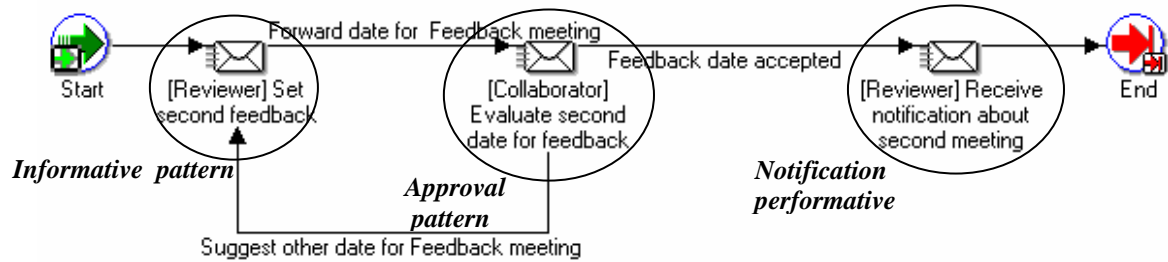 Forward date for Feedback meeting
Feedback date accepted
Start
[Reviewer] Set
second feedback
[Collaborator]
Evaluate second
date for feedback
[Reviewer] Receive
notification about
second meeting
End
Informative pattern
Approval
pattern
Notification
performative
Suggest other date for Feedback meeting